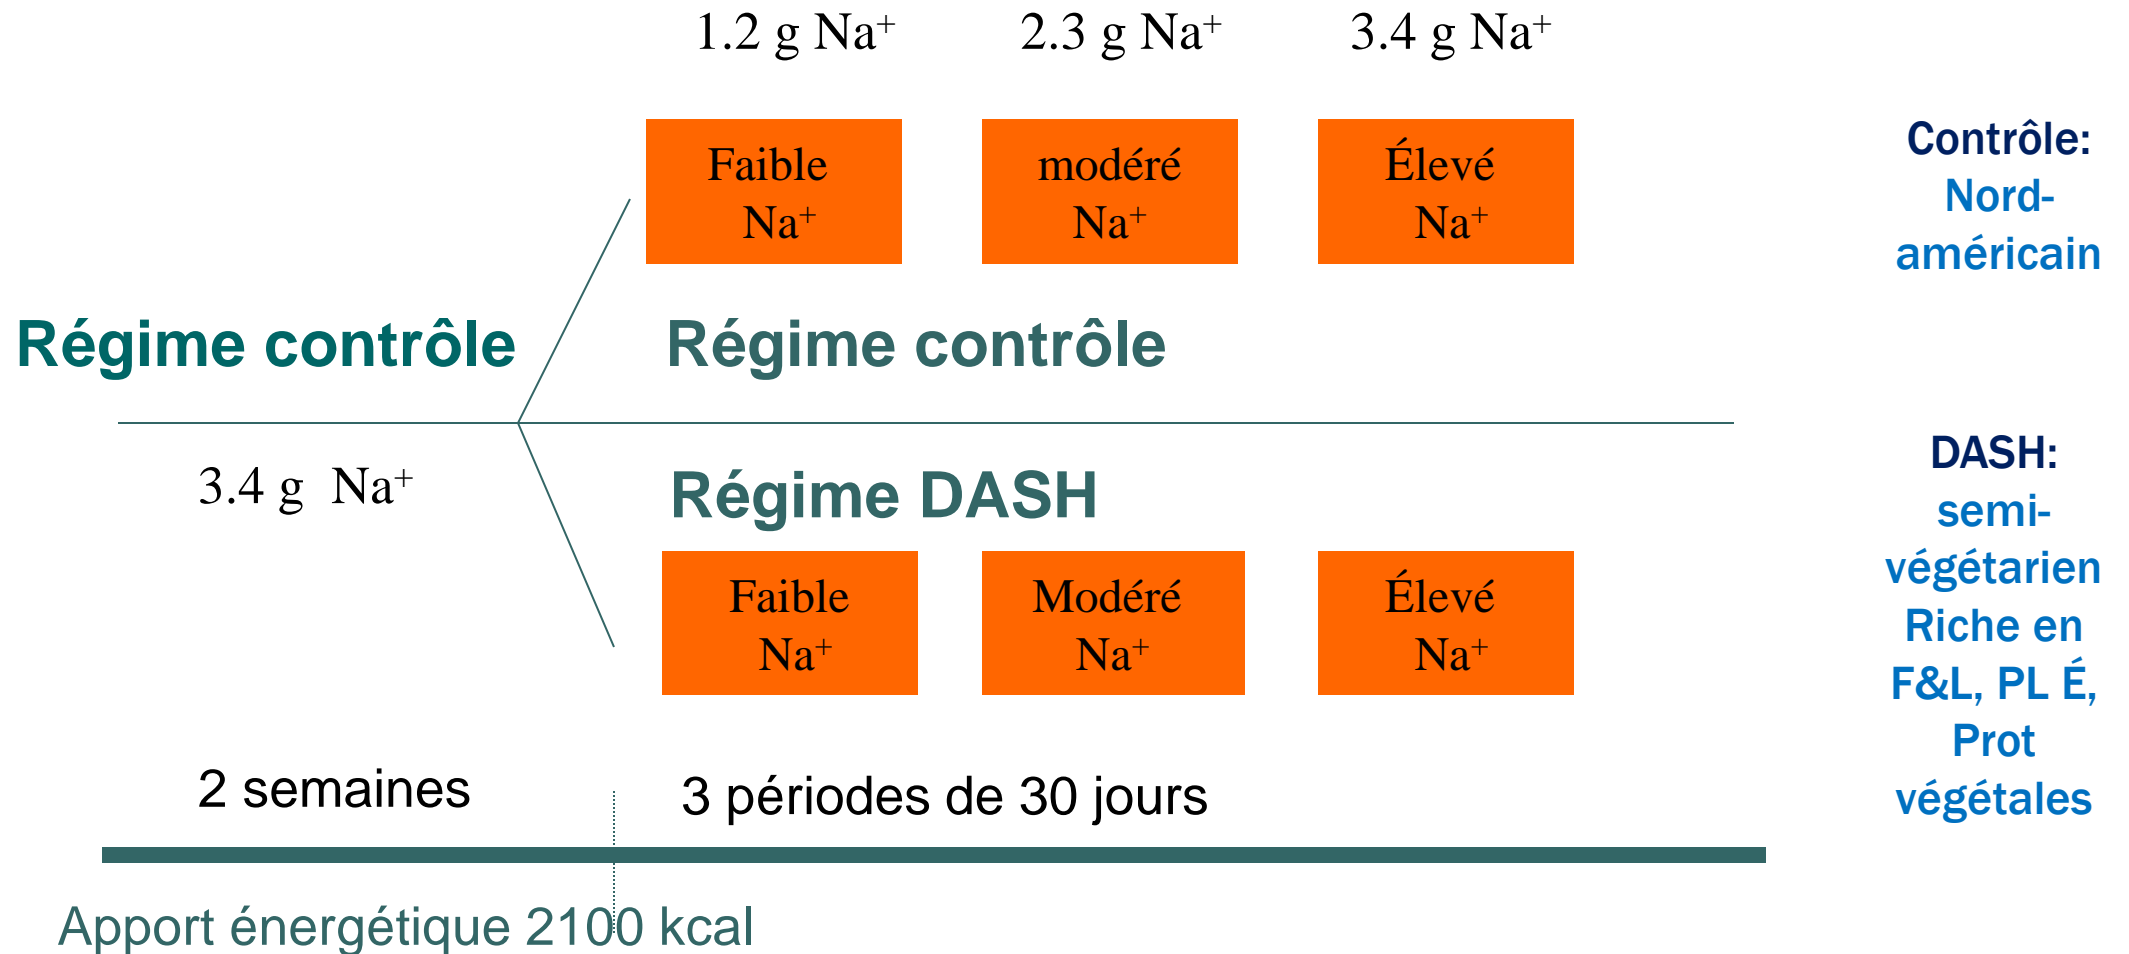 1.2 g Na⁺ 2.3 g Na⁺ 3.4 g Na⁺
Faible
Na⁺
modéré
Na⁺
Élevé
Na⁺
Contrôle:
Nord-
américain
Régime contrôle
Régime contrôle
3.4 g Na⁺
Régime DASH
Faible
Na⁺
Modéré
Na⁺
Élevé
Na⁺
DASH:
semi-
végétarien
Riche en
F&L, PL É,
Prot
végétales
2 semaines
3 périodes de 30 jours
Apport énergétique 2100 kcal